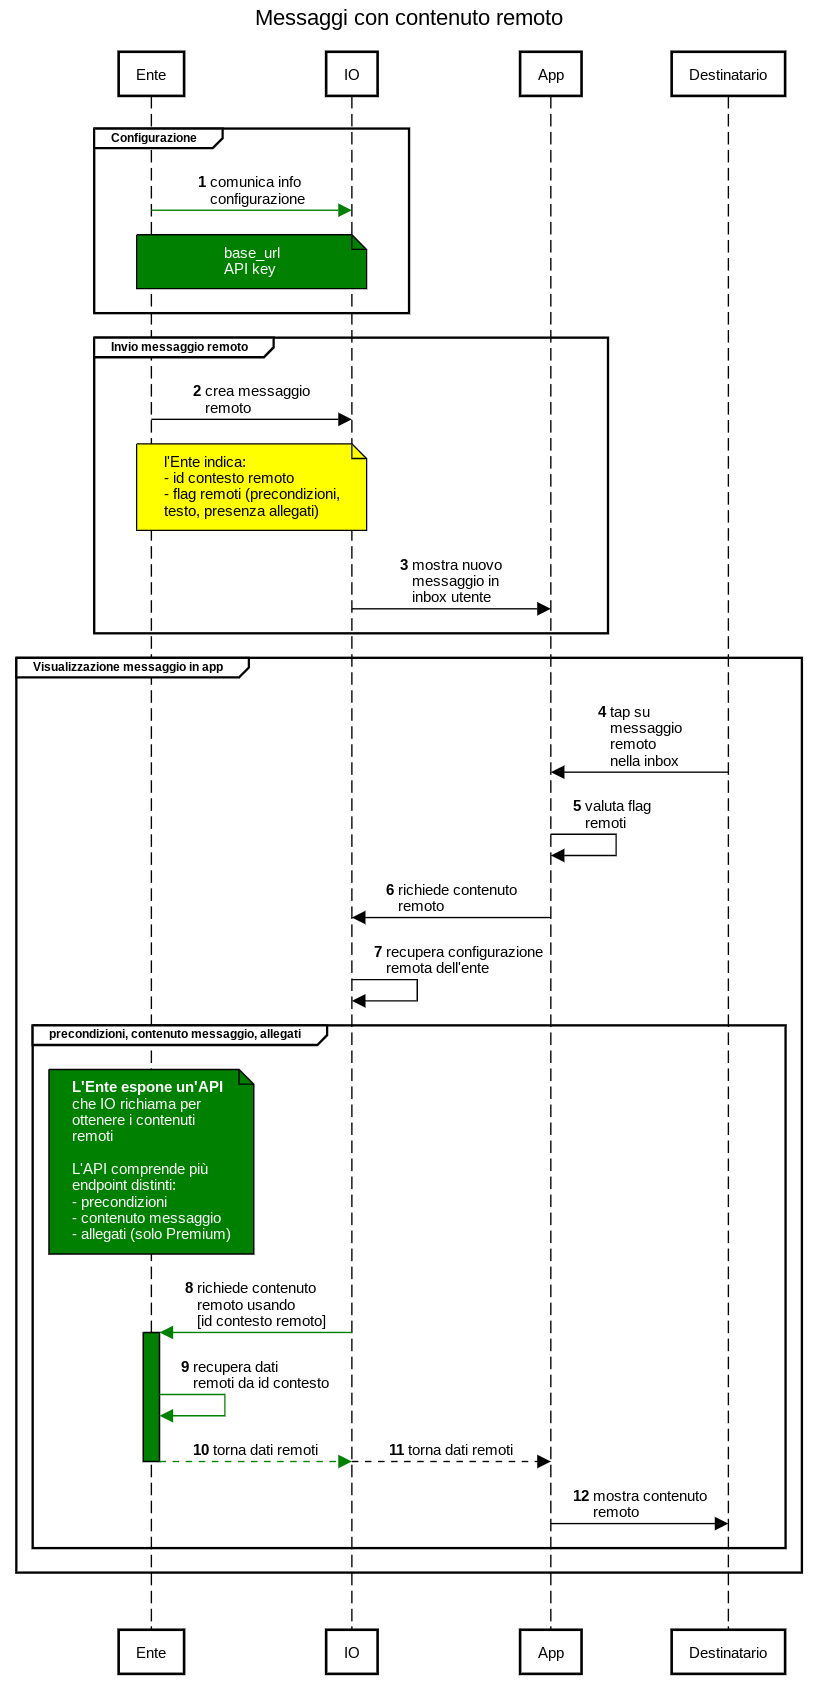 Messaggi con contenuto remoto
Ente
IO
App
Destinatario
Configurazione
1 comunica info
configurazione
base_url
API key
Invio messaggio remoto
2 crea messaggio
remoto
l'Ente indica:
- id contesto remoto
- flag remoti (precondizioni,
testo, presenza allegati)
3 mostra nuovo
messaggio in
inbox utente
Visualizzazione messaggio in app
4 tap su
messaggio
remoto
nella inbox
5 valuta flag
remoti
6 richiede contenuto
remoto
7 recupera configurazione
remota dell'ente
precondizioni, contenuto messaggio, allegati
L'Ente espone un'API
che IO richiama per
ottenere i contenuti
remoti
L'API comprende più
endpoint distinti:
- precondizioni
- contenuto messaggio
- allegati (solo Premium)
8 richiede contenuto
remoto usando
[id contesto remoto]
9 recupera dati
remoti da id contesto
10 torna dati remoti
11 torna dati remoti
12 mostra contenuto
remoto
Ente
IO
App
Destinatario